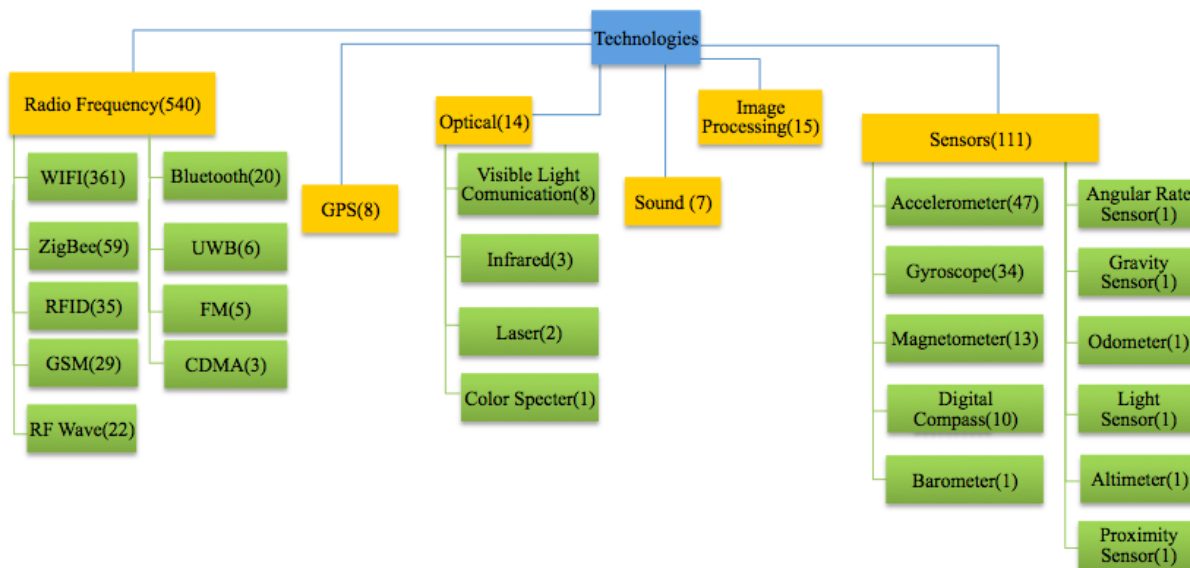 Technologies
Radio Frequency(540)
WIFI(361)
ZigBee(59)
RFID(35)
GSM(29)
RF Wave(22)
Bluetooth(20)
UWB(6)
FM(5)
CDMA(3)
GPS(8)
Optical(14)
Visible Light
Comunication(8)
Infrared(3)
Laser(2)
Color Specter(1)
Sound (7)
Image
Processing(15)
Sensors(111)
Accelerometer(47)
Gyroscope(34)
Magnetometer(13)
Digital
Compass(10)
Barometer(1)
Angular Rate
Sensor(1)
Gravity
Sensor(1)
Odometer(1)
Light
Sensor(1)
Altimeter(1)
Proximity
Sensor(1)